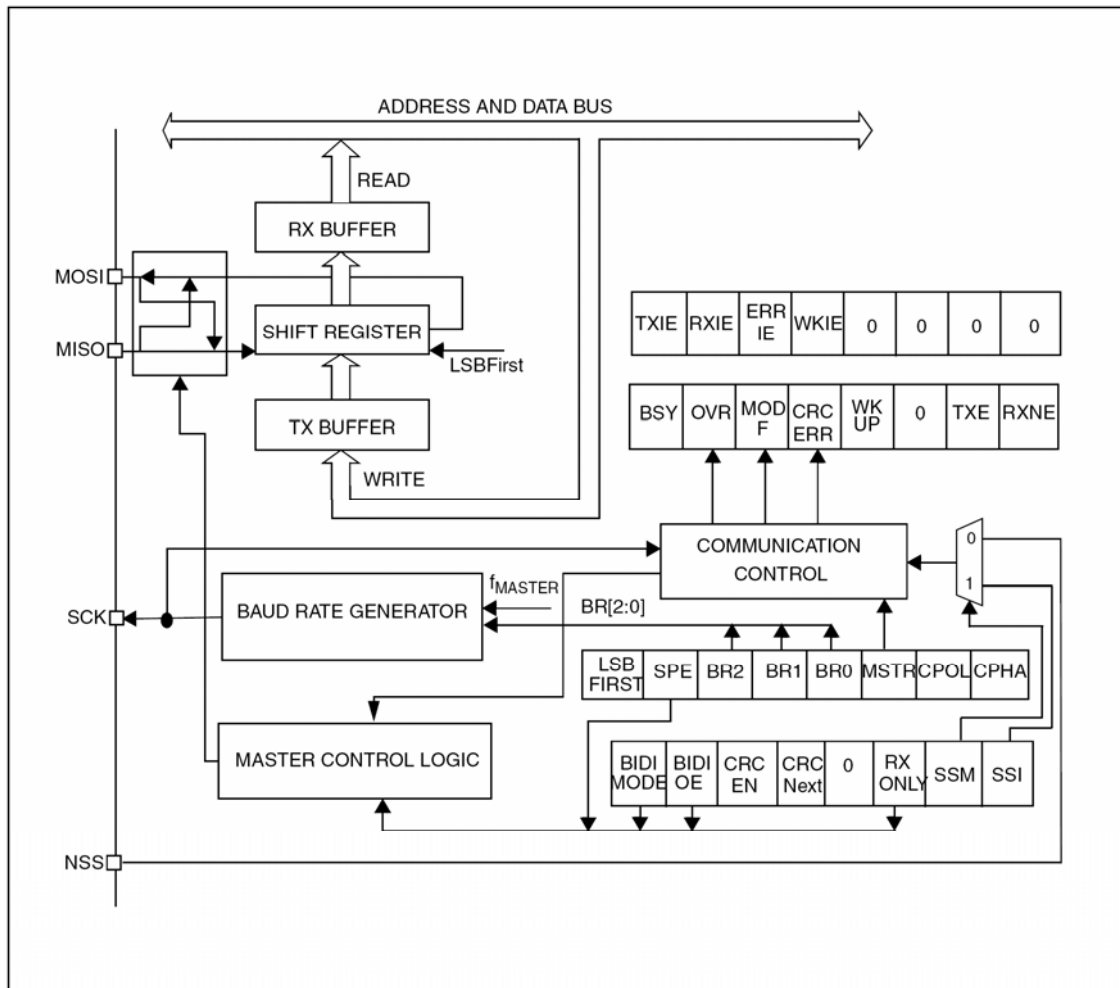 ADDRESS AND DATA BUS
READ
RX BUFFER
MOSI
SHIFT REGISTER
MISO
LSBFirst
TX BUFFER
WRITE
TXIE RXIE ERR IE WKIE 0 0 0 0
BSY OVR MOD F CRC ERR WK UP 0 TXE RXNE
COMMUNICATION CONTROL
0
1
fMASTER
BR[2:0]
SCK
BAUD RATE GENERATOR
LSB FIRST SPE BR2 BR1 BR0 MSTR CPOL CPHA
MASTER CONTROL LOGIC
BIDI MODE BIDI OE CRC EN CRC Next 0 RX ONLY SSM SSI
NSS